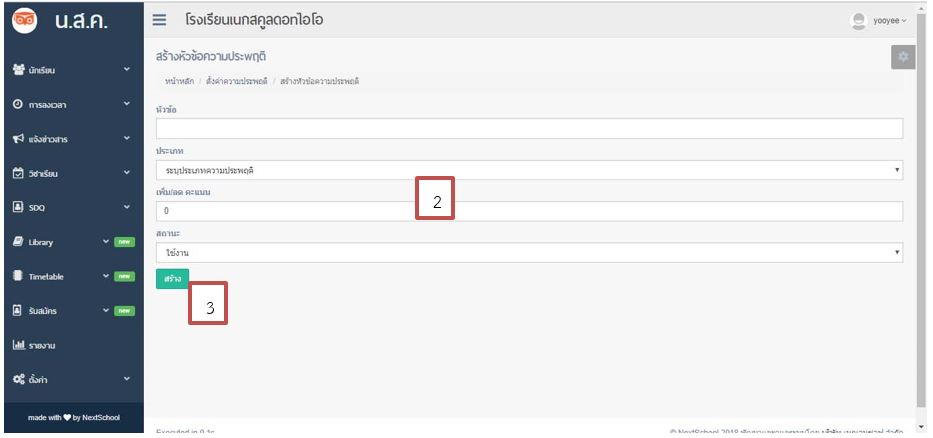 น.ส.ค.
โรงเรียนเนกสคูลดอทไอโอ
yooyee
สร้างหัวข้อความประพฤติ
หน้าหลัก / ตั้งค่าความประพฤติ / สร้างหัวข้อความประพฤติ
นักเรียน
การลงเวลา
แจ้งข่าวสาร
วิชาเรียน
SDQ
Library new
Timetable new
รับสมัคร new
รายงาน
ตั้งค่า
made with by NextSchool
หัวข้อ
ประเภท
ระบุประเภทความประพฤติ
เพิ่ม/ลด คะแนน
2
0
สถานะ
ใช้งาน
สร้าง
3
Executed in 0.1s
© NextSchool 2018